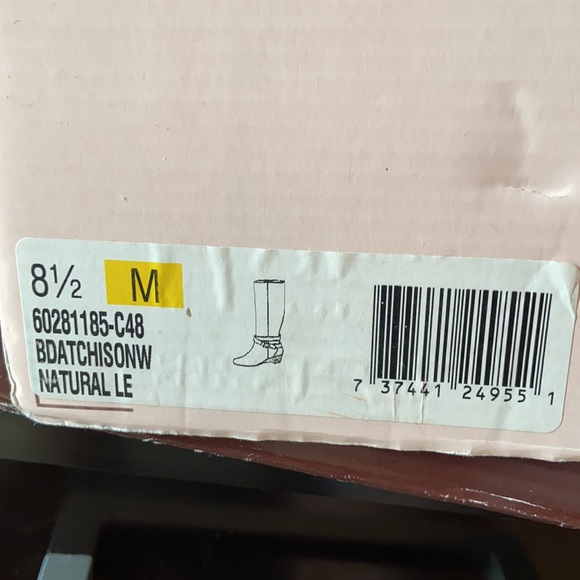 8½ M
60281185-C48
BDATCHISONW
NATURAL LE
7 37441 24955 1